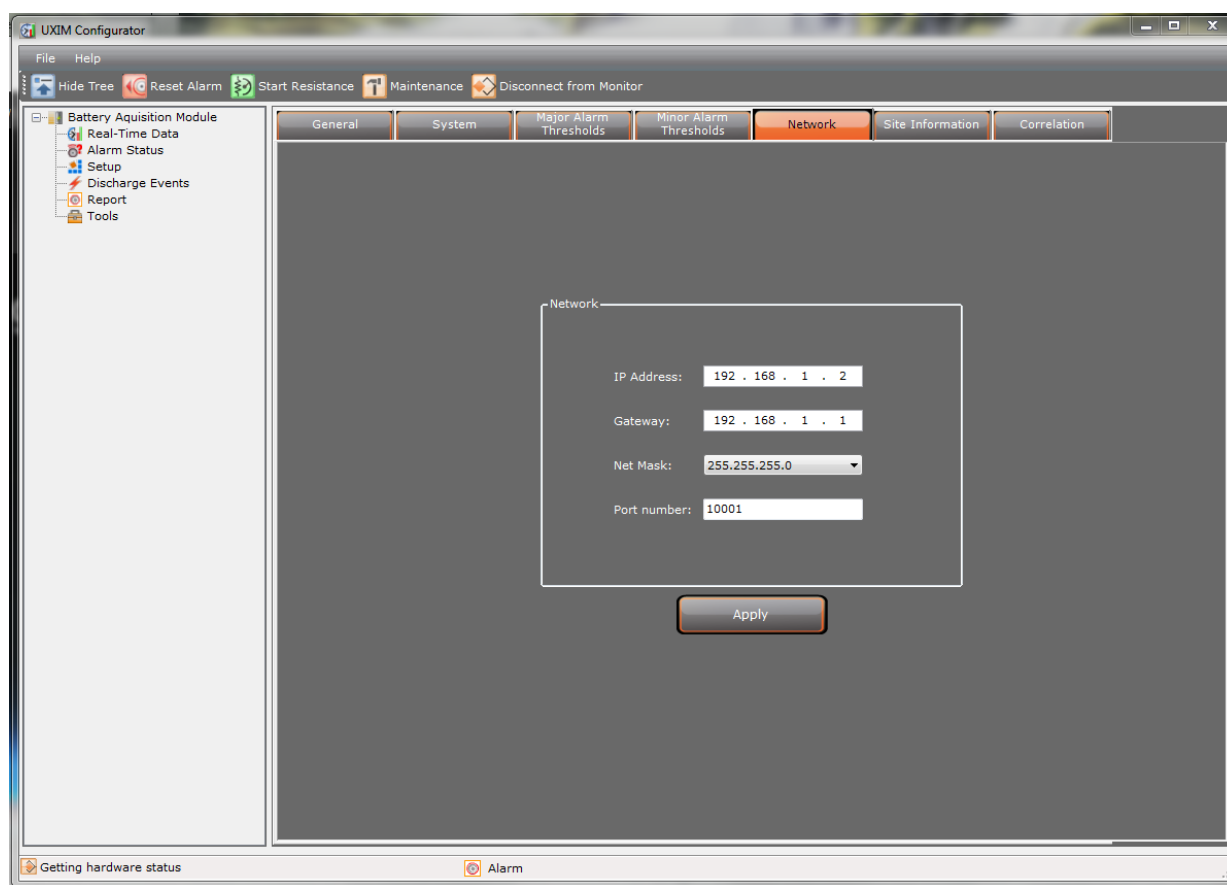 UXIM Configurator
File Help
Hide Tree Reset Alarm Start Resistance Maintenance Disconnect from Monitor
Battery Aquisition Module
Real-Time Data
Alarm Status
Setup
Discharge Events
Report
Tools
General System Major Alarm Thresholds Minor Alarm Thresholds Network Site Information Correlation
Network
IP Address: 192 . 168 . 1 . 2
Gateway: 192 . 168 . 1 . 1
Net Mask: 255.255.255.0
Port number: 10001
Apply
Getting hardware status Alarm